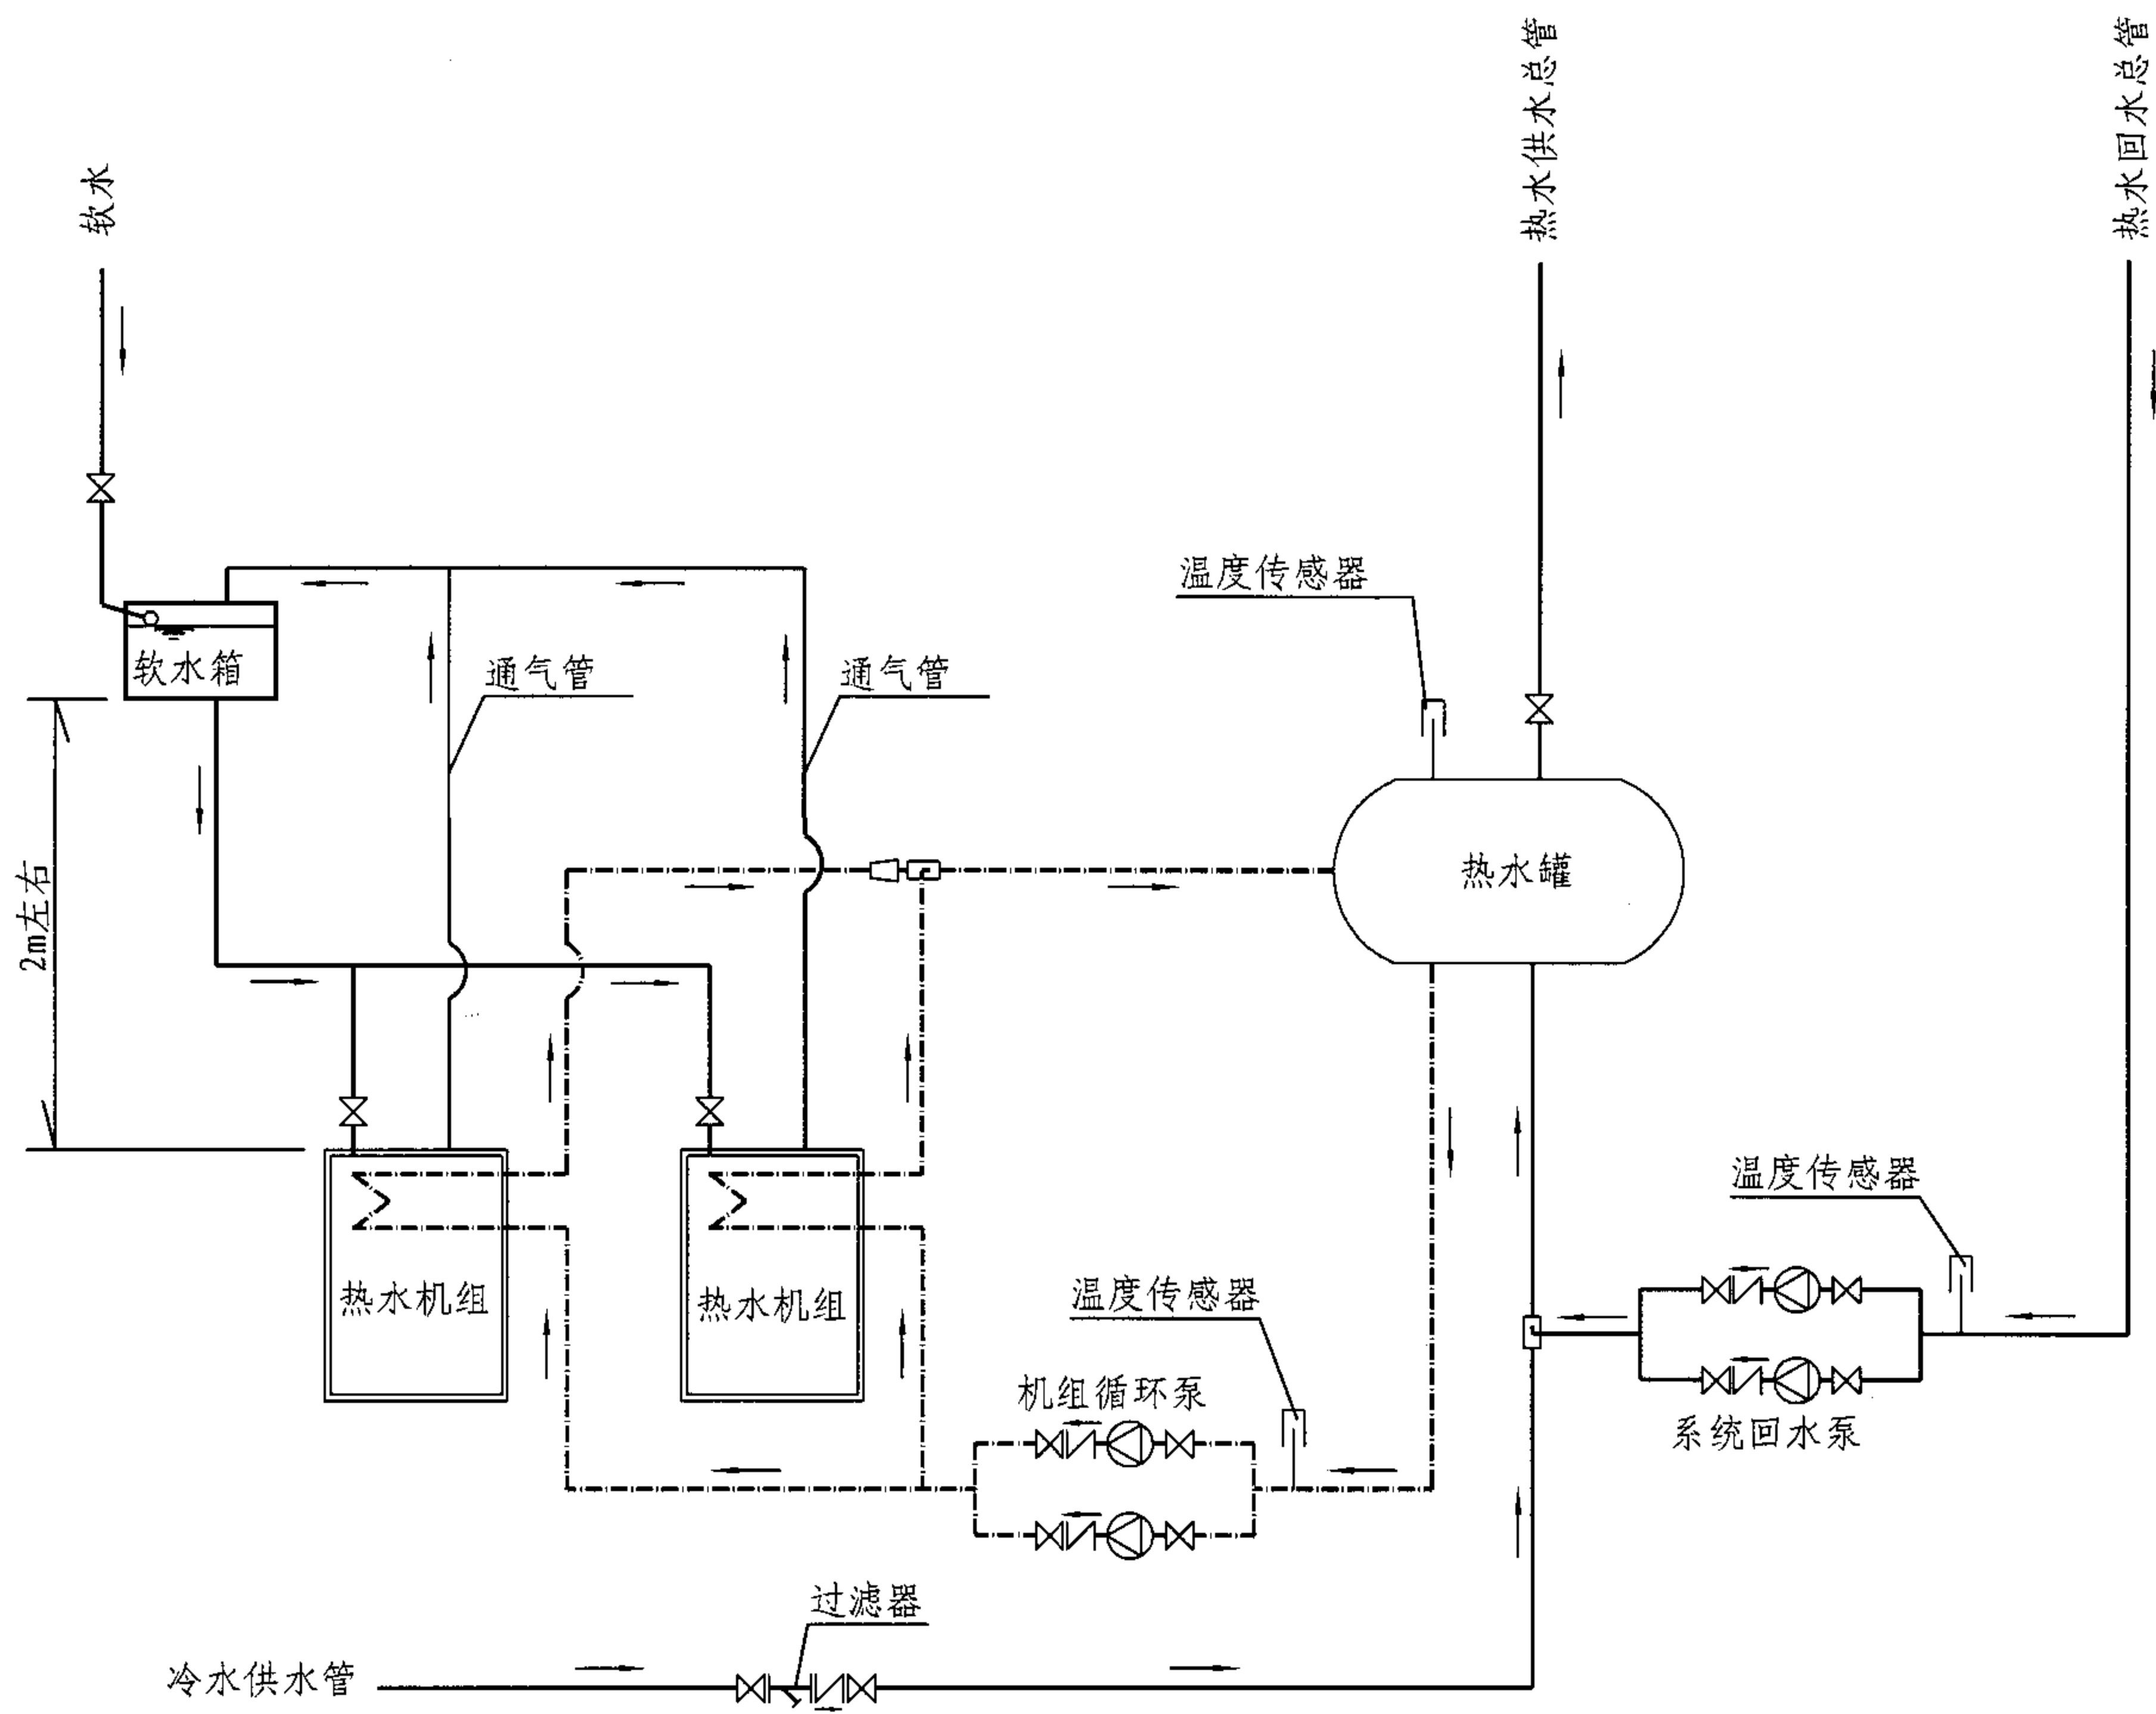 软水
热水供水总管
热水回水总管
温度传感器
软水箱
通气管
通气管
2m左右
热水罐
温度传感器
热水机组
热水机组
温度传感器
机组循环泵
系统回水泵
过滤器
冷水供水管